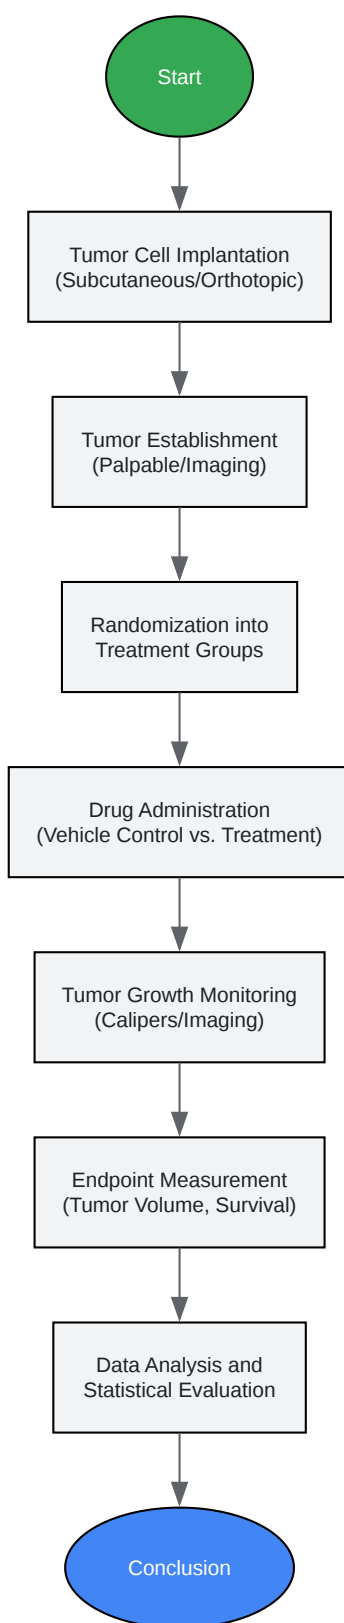 Start
Tumor Cell Implantation
(Subcutaneous/Orthotopic)
Tumor Establishment
(Palpable/Imaging)
Randomization into
Treatment Groups
Drug Administration
(Vehicle Control vs. Treatment)
Tumor Growth Monitoring
(Calipers/Imaging)
Endpoint Measurement
(Tumor Volume, Survival)
Data Analysis and
Statistical Evaluation
Conclusion